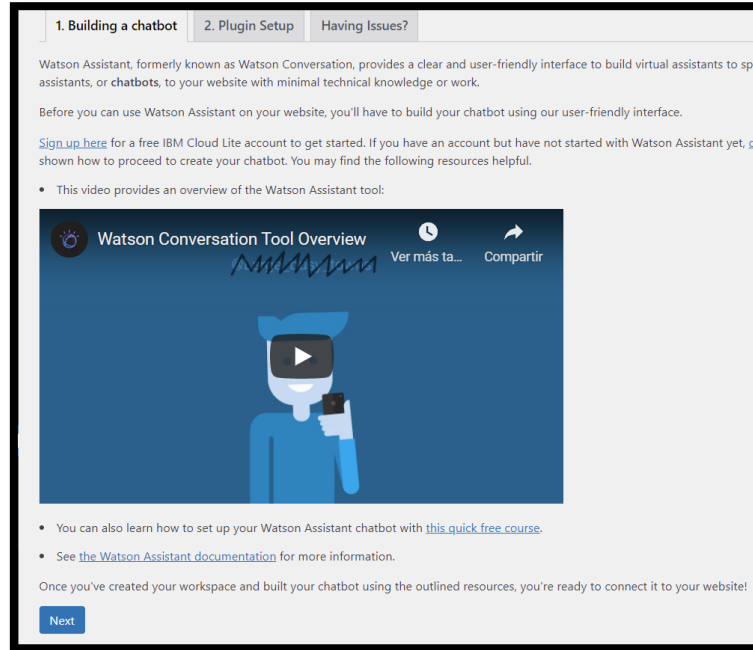 1. Building a chatbot 2. Plugin Setup Having Issues?
Watson Assistant, formerly known as Watson Conversation, provides a clear and user-friendly interface to build virtual assistants to
assistants, or chatbots, to your website with minimal technical knowledge or work.
Before you can use Watson Assistant on your website, you'll have to build your chatbot using our user-friendly interface.
Sign up here for a free IBM Cloud Lite account to get started. If you have an account but have not started with Watson Assistant yet,
shown how to proceed to create your chatbot. You may find the following resources helpful.
• This video provides an overview of the Watson Assistant tool:
Watson Conversation Tool Overview
Ver más ta... Compartir
• You can also learn how to set up your Watson Assistant chatbot with this quick free course.
• See the Watson Assistant documentation for more information.
Once you've created your workspace and built your chatbot using the outlined resources, you're ready to connect it to your website!
Next